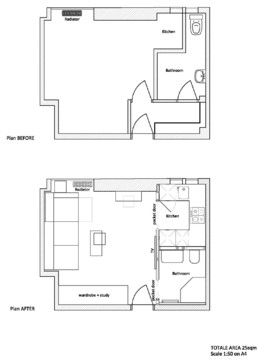 Radiator
Kitchen
Bathroom
Plan BEFORE
Radiator
pocket door
Kitchen
TV
Bathroom
Plan AFTER
wardrobe + study
pocket door
TOTALE AREA 25sqm
Scale 1:50 on A4